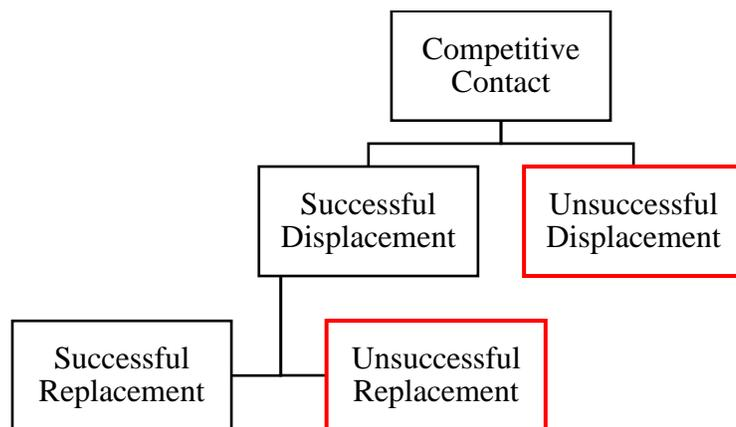 Competitive
Contact
Successful
Displacement
Unsuccessful
Displacement
Successful
Replacement
Unsuccessful
Replacement